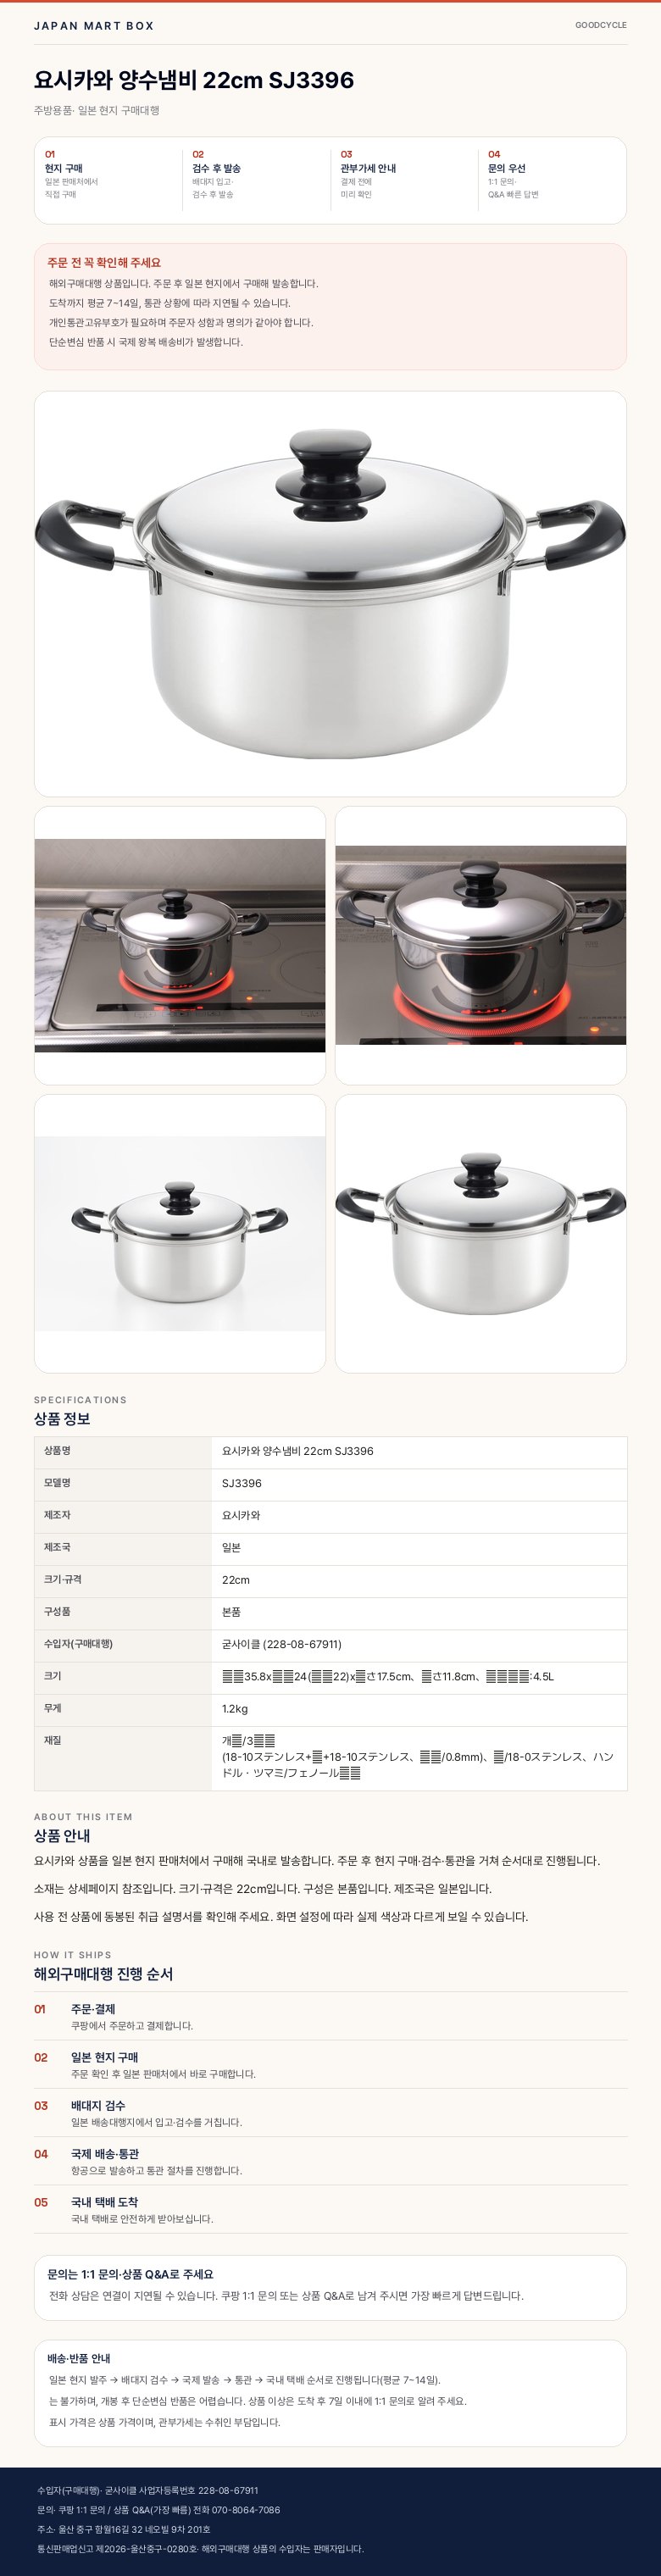 JAPAN MART BOX
GOODCYCLE
요시카와 양수냄비 22cm SJ3396
주방용품· 일본 현지 구매대행
01
현지 구매
일본 판매처에서
직접 구매
02
검수 후 발송
배대지 입고·
검수 후 발송
03
관부가세 안내
결제 전에
미리 확인
04
문의 우선
1:1 문의·
Q&A 빠른 답변
주문 전 꼭 확인해 주세요
해외구매대행 상품입니다. 주문 후 일본 현지에서 구매해 발송합니다.
도착까지 평균 7~14일, 통관 상황에 따라 지연될 수 있습니다.
개인통관고유부호가 필요하며 주문자 성함과 명의가 같아야 합니다.
단순변심 반품 시 국제 왕복 배송비가 발생합니다.
SPECIFICATIONS
상품 정보
상품명 요시카와 양수냄비 22cm SJ3396
모델명 SJ3396
제조자 요시카와
제조국 일본
크기·규격 22cm
구성품 본품
수입자(구매대행) 굳사이클 (228-08-67911)
크기 35.8x24(22)xさ17.5cm、さ11.8cm、:4.5L
무게 1.2kg
재질 개/3
(18-10ステンレス++18-10ステンレス、/0.8mm)、/18-0ステンレス、ハン
ドル・ツマミ/フェノール
ABOUT THIS ITEM
상품 안내
요시카와 상품을 일본 현지 판매처에서 구매해 국내로 발송합니다. 주문 후 현지 구매·검수·통관을 거쳐 순서대로 진행됩니다.
소재는 상세페이지 참조입니다. 크기·규격은 22cm입니다. 구성은 본품입니다. 제조국은 일본입니다.
사용 전 상품에 동봉된 취급 설명서를 확인해 주세요. 화면 설정에 따라 실제 색상과 다르게 보일 수 있습니다.
HOW IT SHIPS
해외구매대행 진행 순서
01 주문·결제
쿠팡에서 주문하고 결제합니다.
02 일본 현지 구매
주문 확인 후 일본 판매처에서 바로 구매합니다.
03 배대지 검수
일본 배송대행지에서 입고·검수를 거칩니다.
04 국제 배송·통관
항공으로 발송하고 통관 절차를 진행합니다.
05 국내 택배 도착
국내 택배로 안전하게 받아보십니다.
문의는 1:1 문의·상품 Q&A로 주세요
전화 상담은 연결이 지연될 수 있습니다. 쿠팡 1:1 문의 또는 상품 Q&A로 남겨 주시면 가장 빠르게 답변드립니다.
배송·반품 안내
일본 현지 발주 → 배대지 검수 → 국제 발송 → 통관 → 국내 택배 순서로 진행됩니다(평균 7~14일).
는 불가하며, 개봉 후 단순변심 반품은 어렵습니다. 상품 이상은 도착 후 7일 이내에 1:1 문의로 알려 주세요.
표시 가격은 상품 가격이며, 관부가세는 수취인 부담입니다.
수입자(구매대행)· 굳사이클 사업자등록번호 228-08-67911
문의· 쿠팡 1:1 문의 / 상품 Q&A(가장 빠름) 전화 070-8064-7086
주소· 울산 중구 함월16길 32 네오빌 9차 201호
통신판매업신고 제2026-울산중구-0280호· 해외구매대행 상품의 수입자는 판매자입니다.